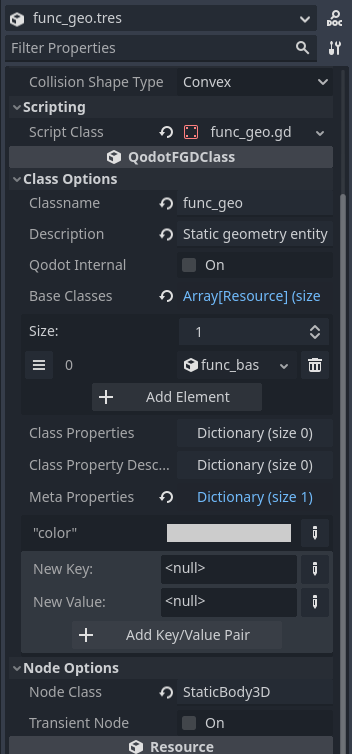 func_geo.tres
DOC
Filter Properties
Collision Shape Type Convex
Scripting
Script Class func_geo.gd
QodotFGDClass
Class Options
Classname func_geo
Description Static geometry entity
Qodot Internal On
Base Classes Array[Resource] (size
Size: 1
0 func_bas
Add Element
Class Properties Dictionary (size 0)
Class Property Desc... Dictionary (size 0)
Meta Properties Dictionary (size 1)
"color"
New Key: <null>
New Value: <null>
Add Key/Value Pair
Node Options
Node Class StaticBody3D
Transient Node On
Resource